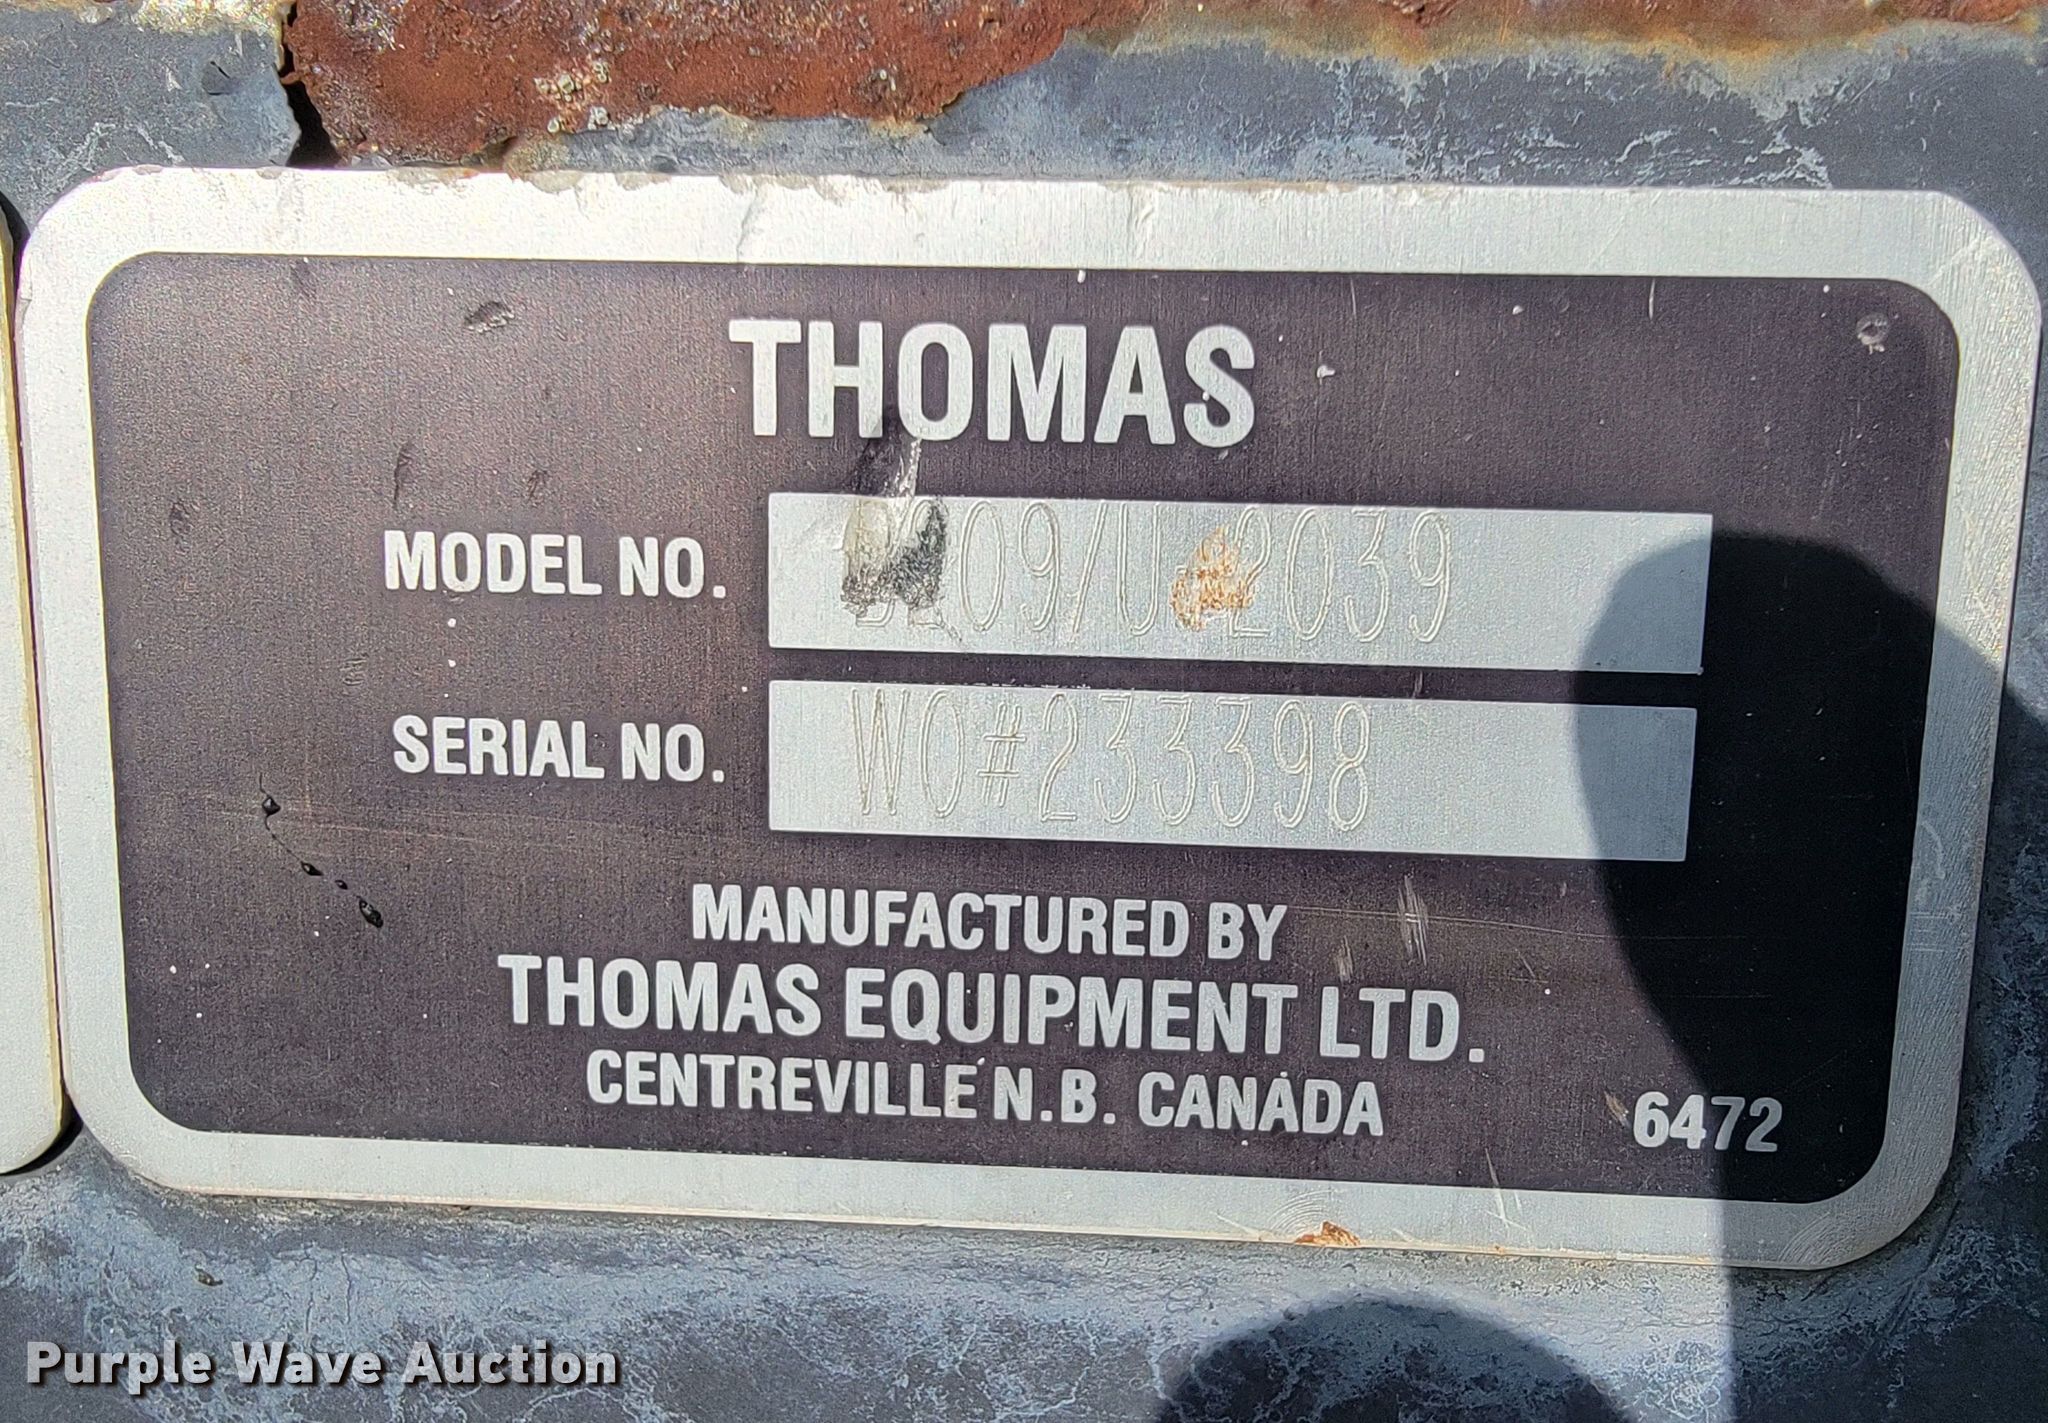 THOMAS
MODEL NO.
SERIAL NO. WO#233398
MANUFACTURED BY
THOMAS EQUIPMENT LTD.
CENTREVILLE N.B. CANADA
6472
Purple Wave Auction